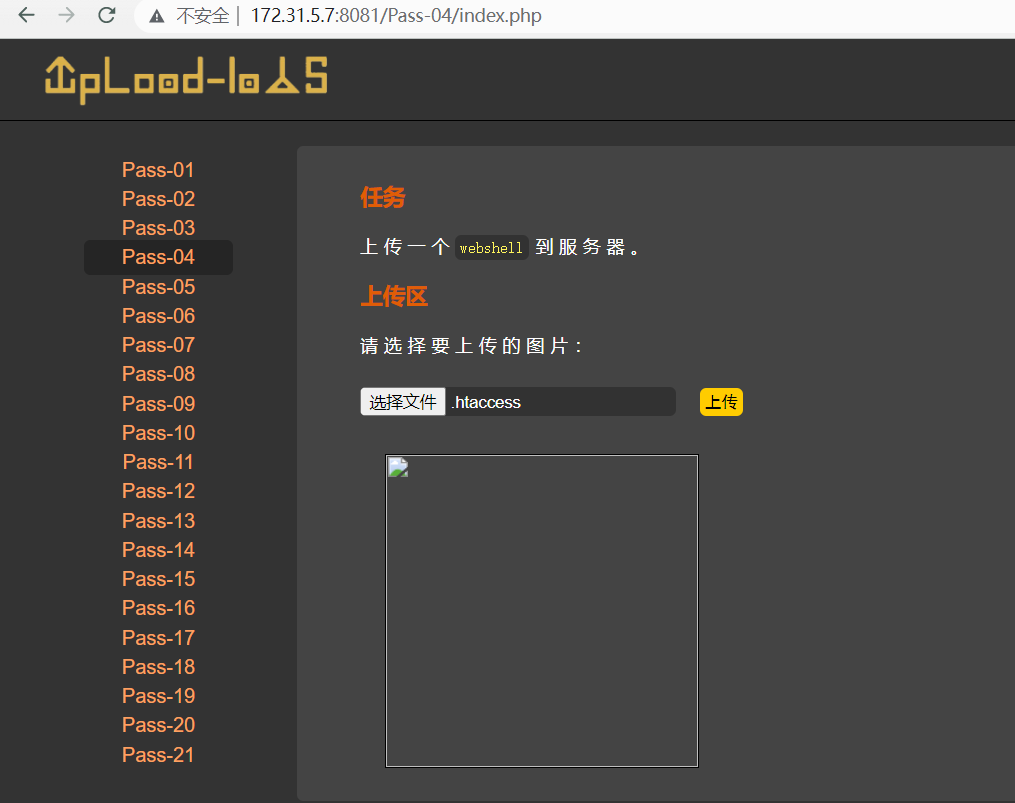 不安全 | 172.31.5.7:8081/Pass-04/index.php
UpLoad-labs
Pass-01
Pass-02
Pass-03
Pass-04
Pass-05
Pass-06
Pass-07
Pass-08
Pass-09
Pass-10
Pass-11
Pass-12
Pass-13
Pass-14
Pass-15
Pass-16
Pass-17
Pass-18
Pass-19
Pass-20
Pass-21
任务
上传一个 webshell 到服务器。
上传区
请选择要上传的图片：
选择文件 .htaccess 上传